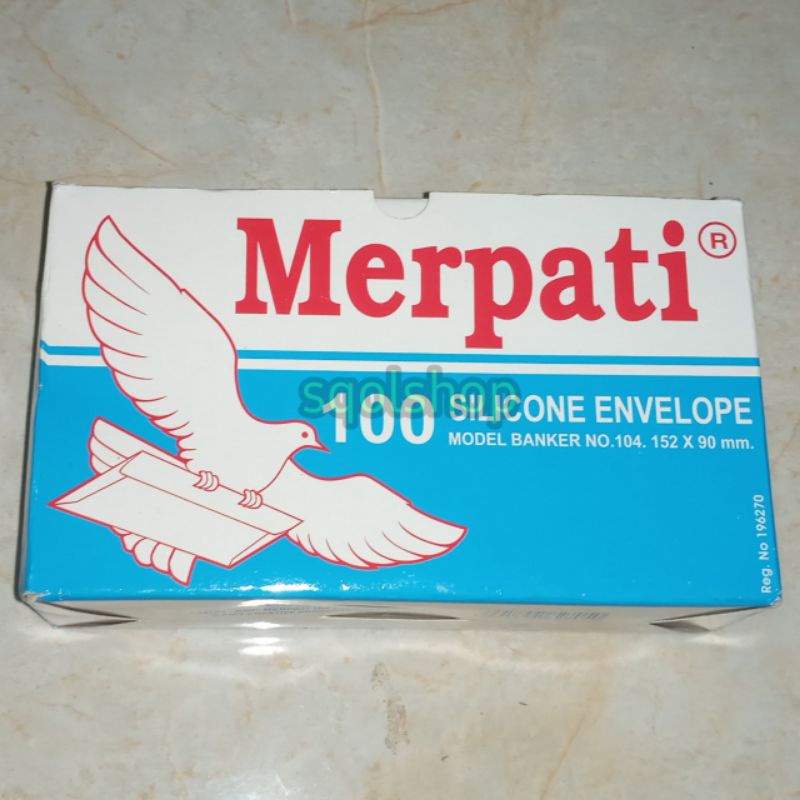 Merpati ®
100 SILICONE ENVELOPE
MODEL BANKER NO.104. 152 X 90 mm.
sqolshop
Reg. No 196270